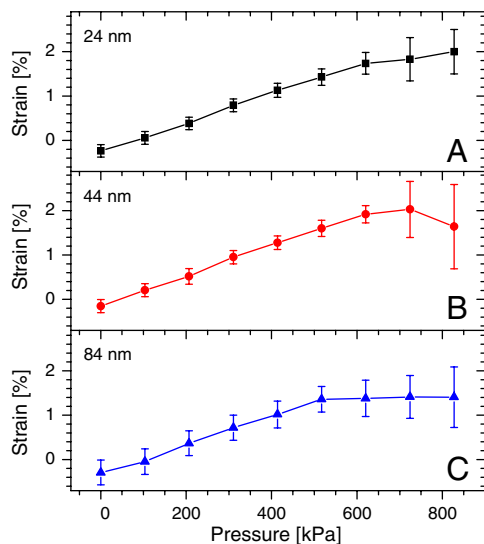 24 nm
Strain [%]
2
1
0
A
44 nm
Strain [%]
2
1
0
B
84 nm
Strain [%]
2
1
0
C
0 200 400 600 800
Pressure [kPa]